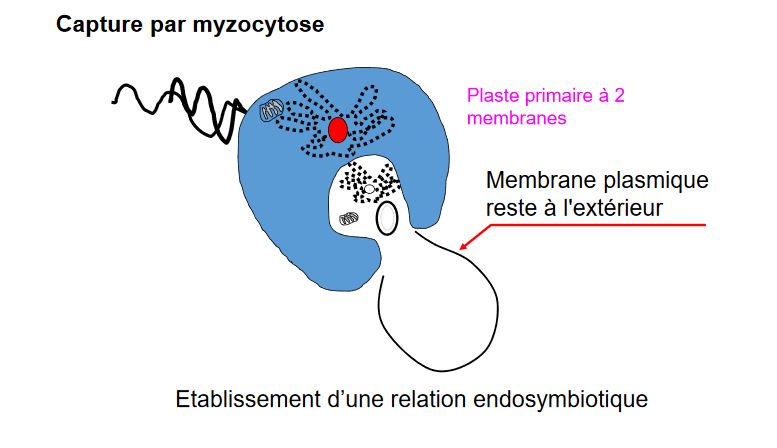 Capture par myzocytose
Plaste primaire à 2
membranes
Membrane plasmique
reste à l'extérieur
Etablissement d’une relation endosymbiotique